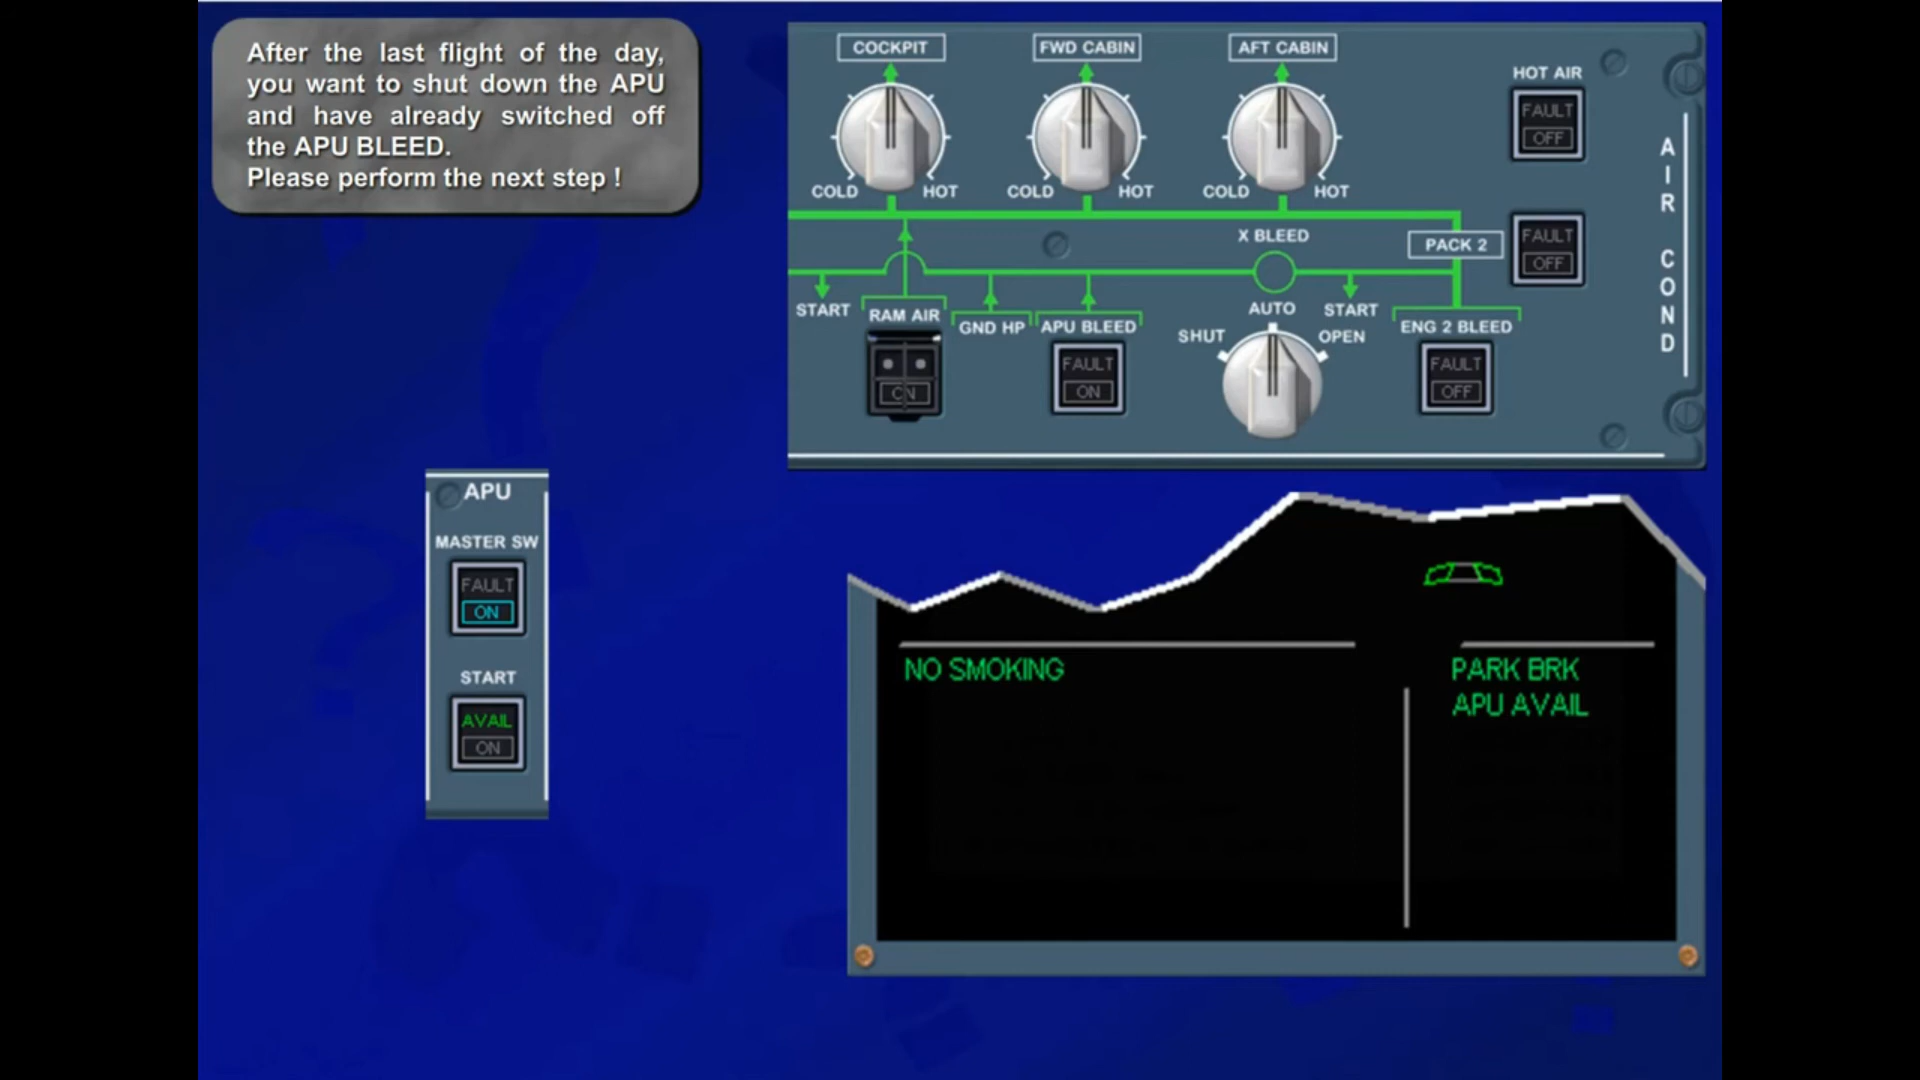 After the last flight of the day,
you want to shut down the APU
and have already switched off
the APU BLEED.
Please perform the next step !
COCKPIT
FWD CABIN
AFT CABIN
HOT AIR
FAULT
OFF
COLD
HOT
COLD
HOT
COLD
HOT
AIR COND
X BLEED
PACK 2
FAULT
OFF
START
RAM AIR
ON
GND HP
APU BLEED
FAULT
ON
SHUT
AUTO
OPEN
START
ENG 2 BLEED
FAULT
OFF
APU
MASTER SW
FAULT
ON
START
AVAIL
ON
NO SMOKING
PARK BRK
APU AVAIL